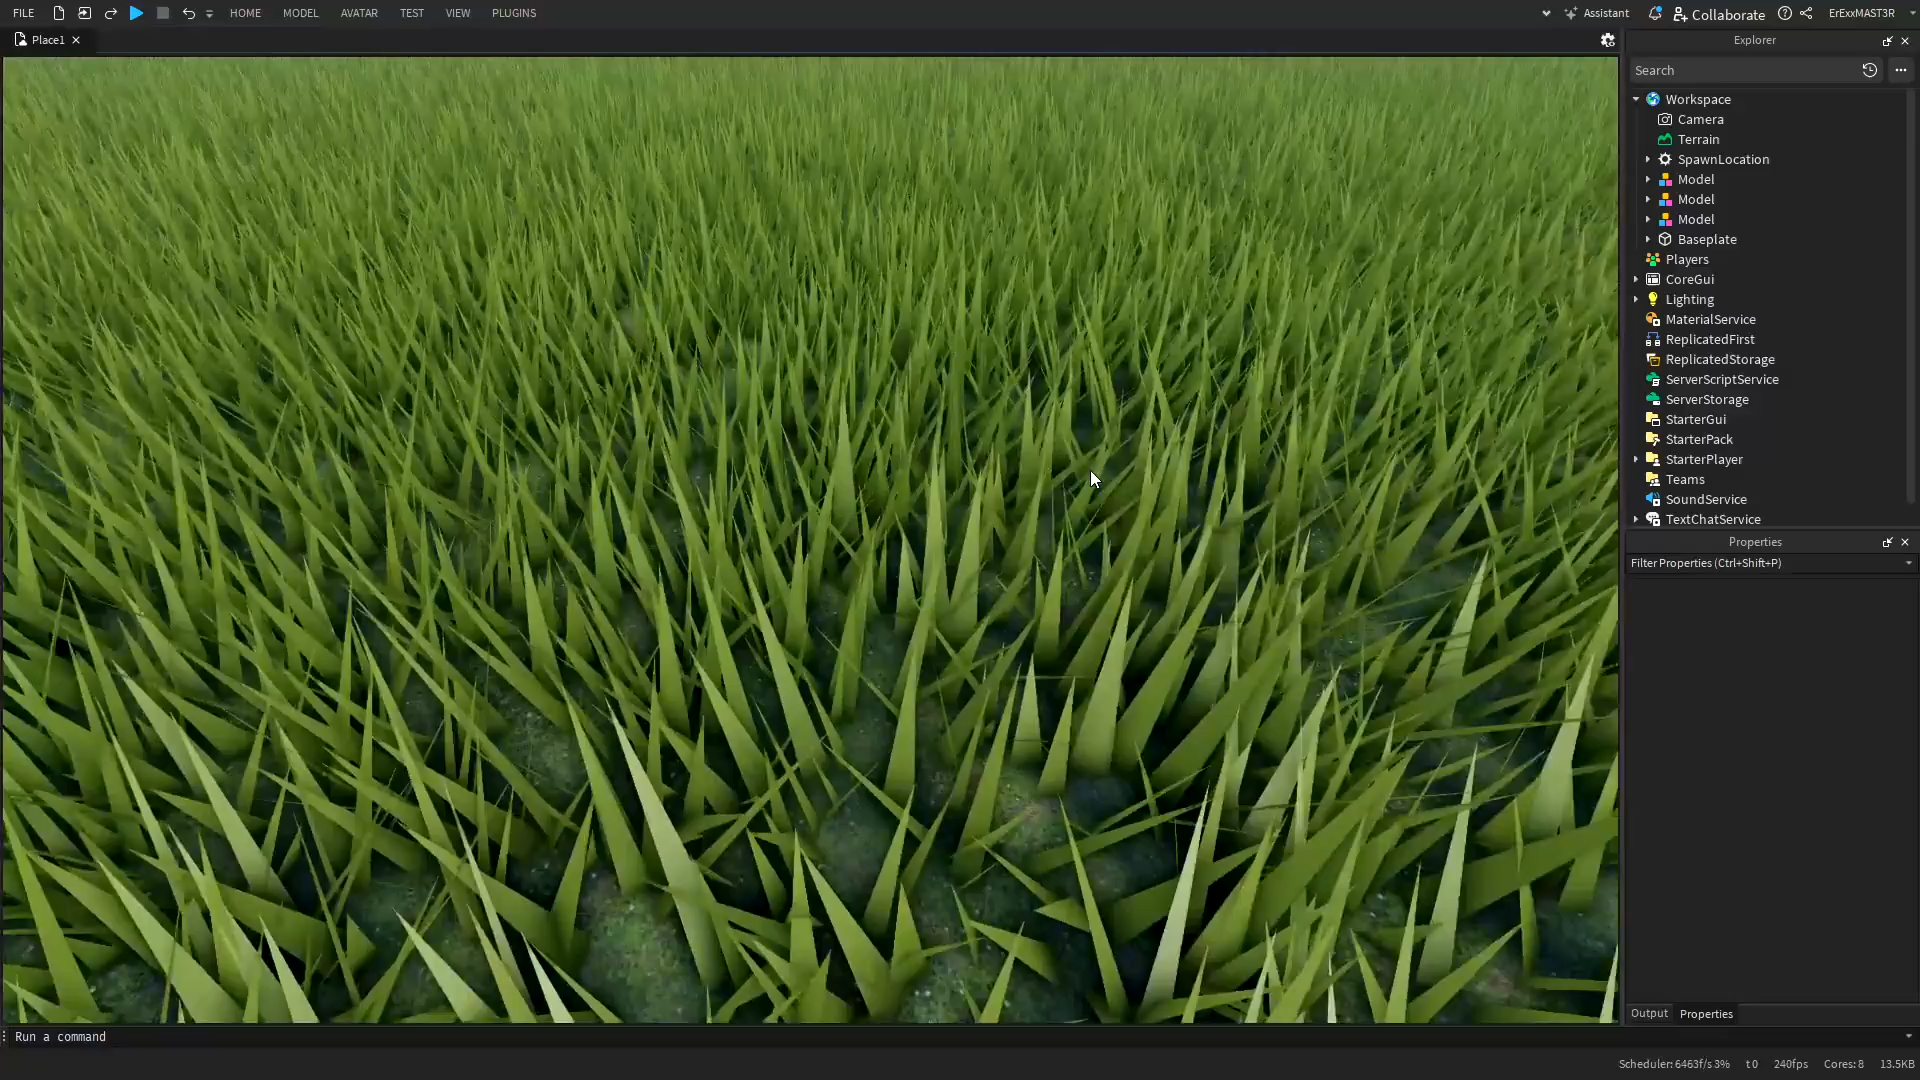 FILE HOME MODEL AVATAR TEST VIEW PLUGINS Assistant Collaborate ErExxMAST3R
Place1
Explorer
Search
Workspace
Camera
Terrain
SpawnLocation
Model
Model
Model
Baseplate
Players
CoreGui
Lighting
MaterialService
ReplicatedFirst
ReplicatedStorage
ServerScriptService
ServerStorage
StarterGui
StarterPack
StarterPlayer
Teams
SoundService
TextChatService
Properties
Filter Properties (Ctrl+Shift+P)
Output Properties
Run a command
Scheduler: 6463f/s 3% t 0 240fps Cores: 8 13.5KB